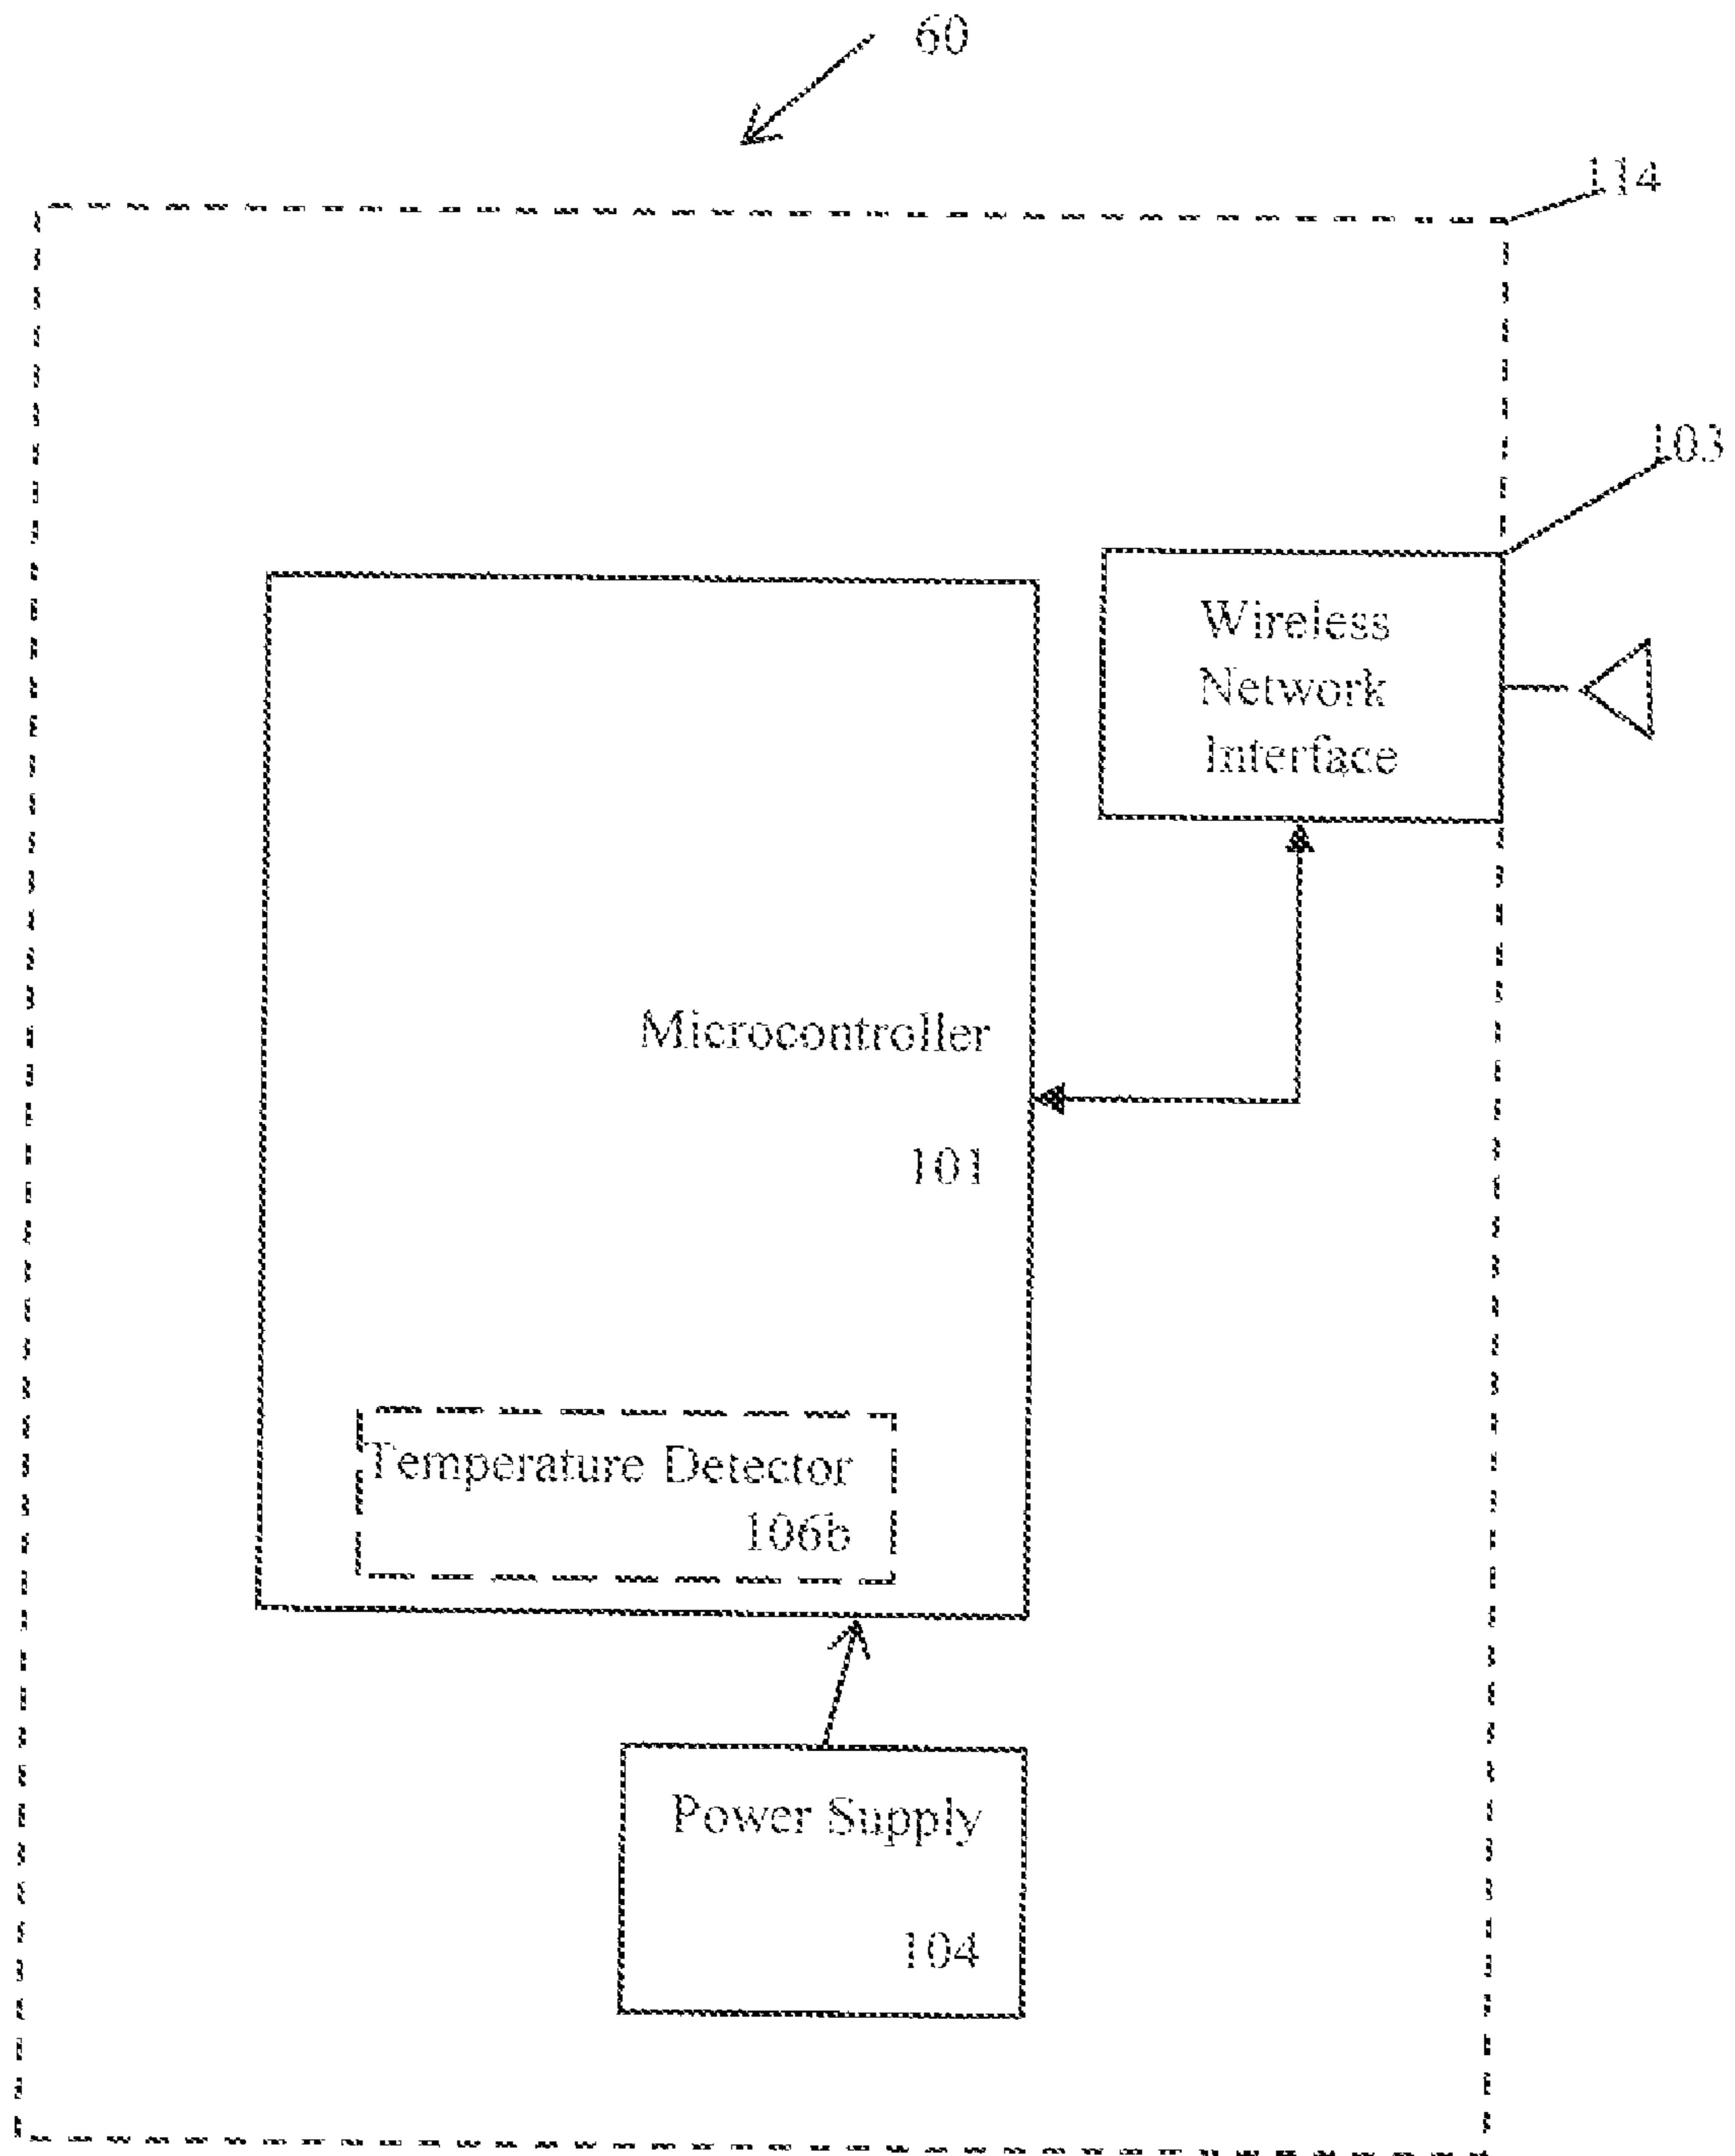 60
114
103
Wireless
Network
Interface
Microcontroller
101
Temperature Detector
106b
Power Supply
104